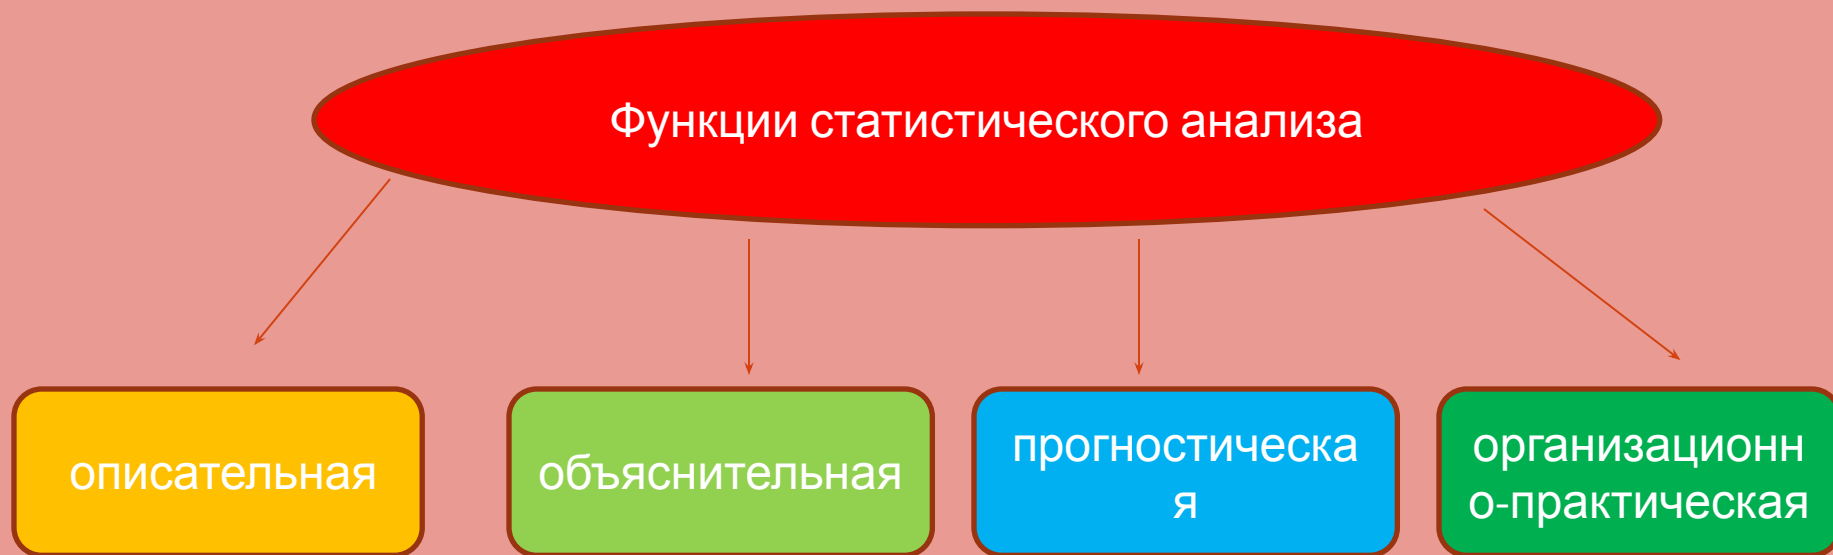 Функции статистического анализа
описательная
объяснительная
прогностическа
я
организационн
о-практическая